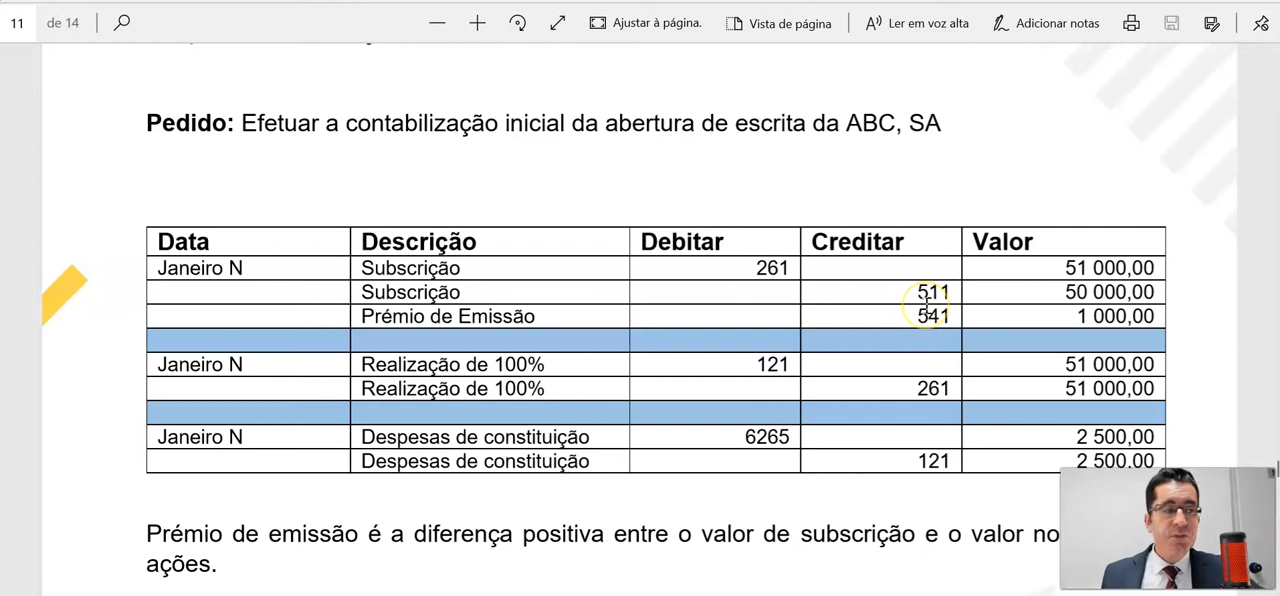 11 de 14 Ajustar à página. Vista de página Ler em voz alta Adicionar notas
Pedido: Efetuar a contabilização inicial da abertura de escrita da ABC, SA
Data Descrição Debitar Creditar Valor
Janeiro N Subscrição 261 51 000,00
Subscrição 511 50 000,00
Prémio de Emissão 541 1 000,00
Janeiro N Realização de 100% 121 51 000,00
Realização de 100% 261 51 000,00
Janeiro N Despesas de constituição 6265 2 500,00
Despesas de constituição 121 2 500,00
Prémio de emissão é a diferença positiva entre o valor de subscrição e o valor no
ações.